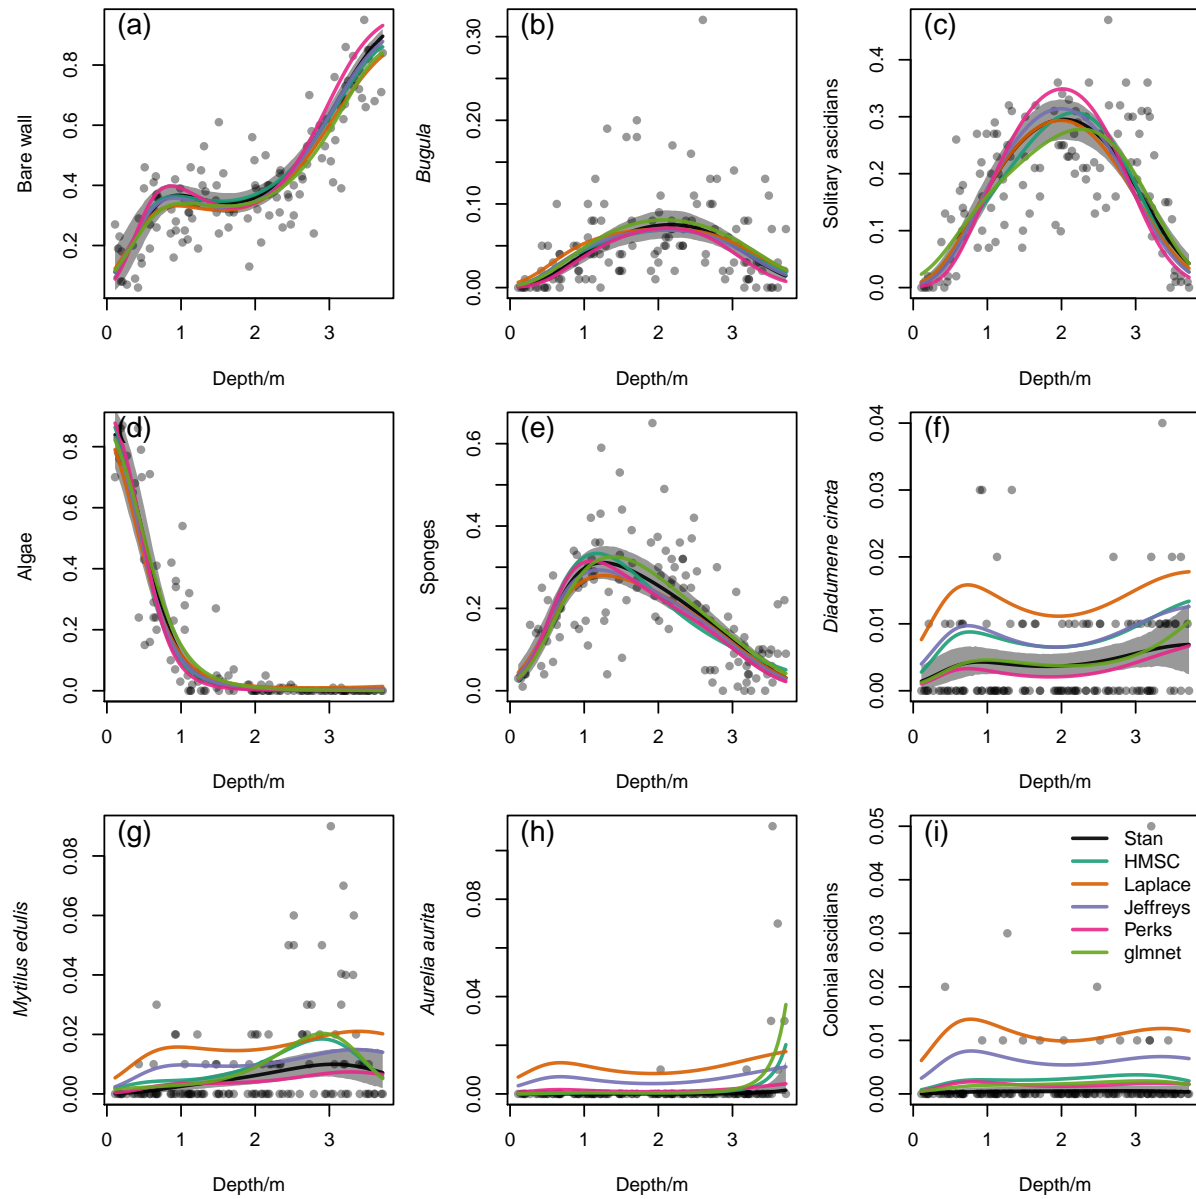 (a)
Bare wall
0.2 0.4 0.6 0.8
0 1 2 3
Depth/m
(b)
Bugula
0.00 0.10 0.20 0.30
0 1 2 3
Depth/m
(c)
Solitary ascidians
0.0 0.1 0.2 0.3 0.4
0 1 2 3
Depth/m
(d)
Algae
0.0 0.2 0.4 0.6 0.8
0 1 2 3
Depth/m
(e)
Sponges
0.0 0.2 0.4 0.6
0 1 2 3
Depth/m
(f)
Diadumene cincta
0.00 0.01 0.02 0.03 0.04
0 1 2 3
Depth/m
(g)
Mytilus edulis
0.00 0.02 0.04 0.06 0.08
0 1 2 3
Depth/m
(h)
Aurelia aurita
0.00 0.04 0.08
0 1 2 3
Depth/m
(i)
Colonial ascidians
0.00 0.01 0.02 0.03 0.04 0.05
Stan
HMSC
Laplace
Jeffreys
Perks
glmnet
0 1 2 3
Depth/m